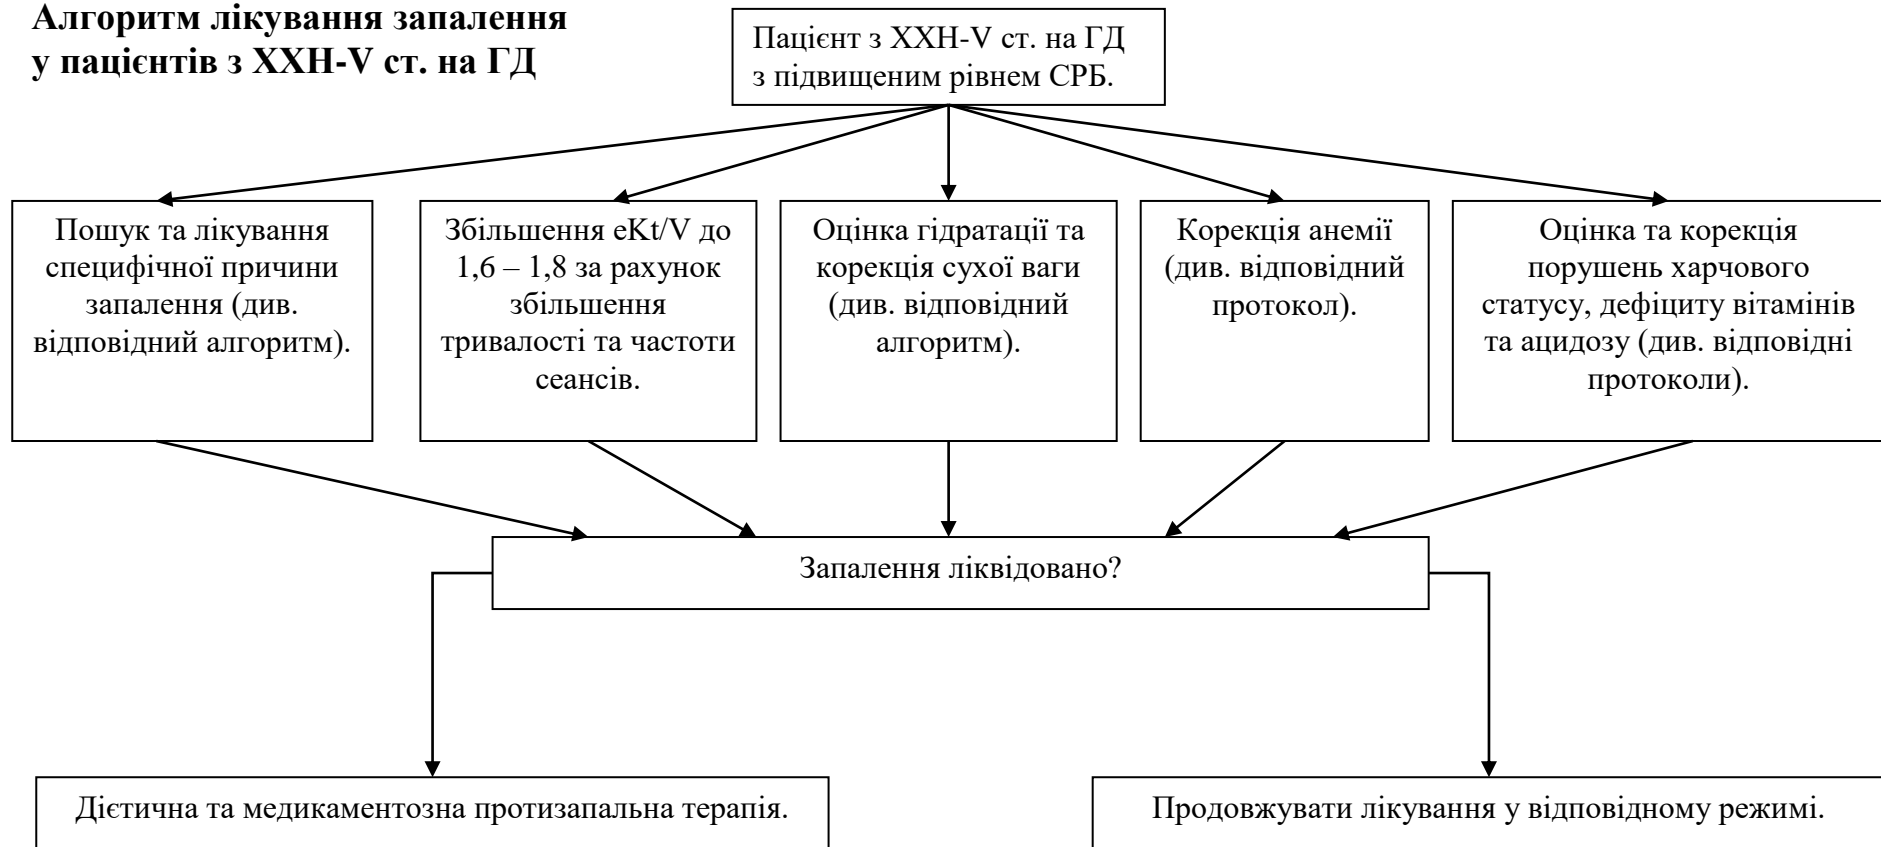 Алгоритм лікування запалення
у пацієнтів з ХХН-V ст. на ГД
Пацієнт з ХХН-V ст. на ГД
з підвищеним рівнем СРБ.
Пошук та лікування
специфічної причини
запалення (див.
відповідний алгоритм).
Збільшення eKt/V до
1,6 – 1,8 за рахунок
збільшення
тривалості та частоти
сеансів.
Оцінка гідратації та
корекція сухої ваги
(див. відповідний
алгоритм).
Корекція анемії
(див. відповідний
протокол).
Оцінка та корекція
порушень харчового
статусу, дефіциту вітамінів
та ацидозу (див. відповідні
протоколи).
Запалення ліквідовано?
Дієтична та медикаментозна протизапальна терапія.
Продовжувати лікування у відповідному режимі.